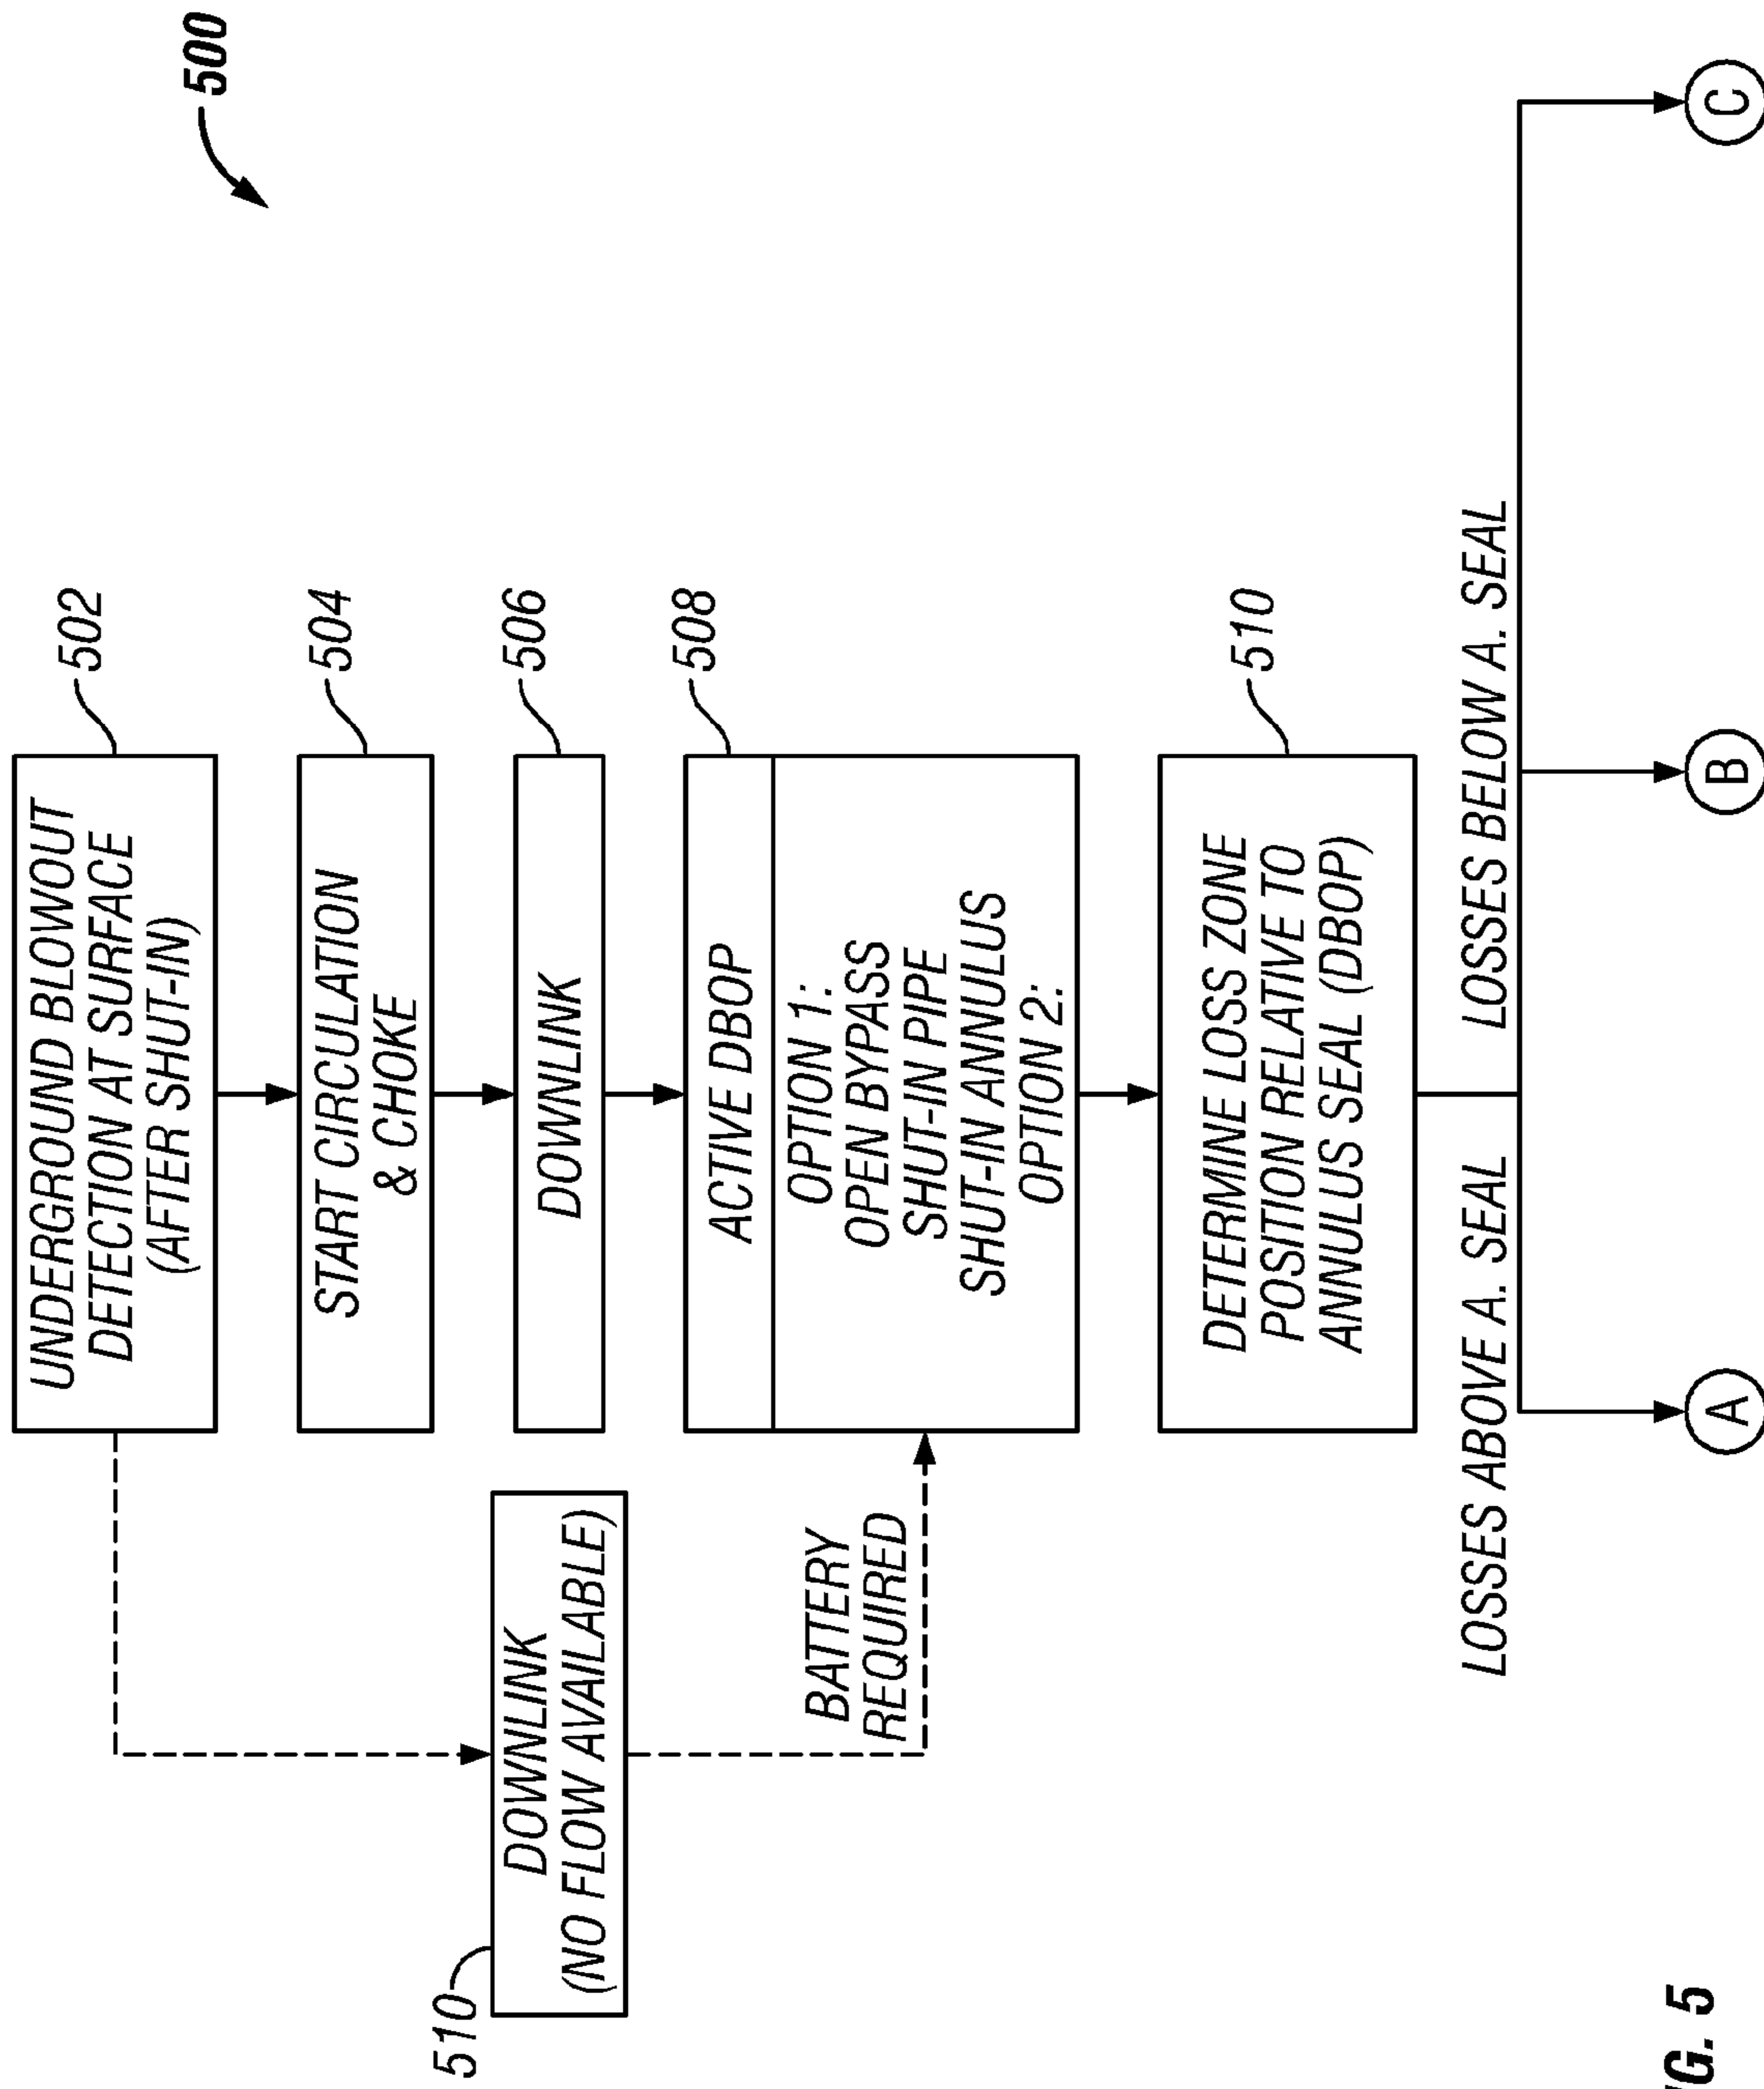 500
UNDERGROUND BLOWOUT
DETECTION AT SURFACE
(AFTER SHUT-IN)
502
START CIRCULATION
& CHOKE
504
DOWNLINK
506
DOWNLINK
(NO FLOW AVAILABLE)
510
BATTERY
REQUIRED
ACTIVE DBOP
508
OPTION 1:
OPEN BYPASS
SHUT-IN PIPE
SHUT-IN ANNULUS
OPTION 2:
DETERMINE LOSS ZONE
POSITION RELATIVE TO
ANNULUS SEAL (DBOP)
510
LOSSES ABOVE A. SEAL
LOSSES BELOW A. SEAL
A
B
C
IG. 5